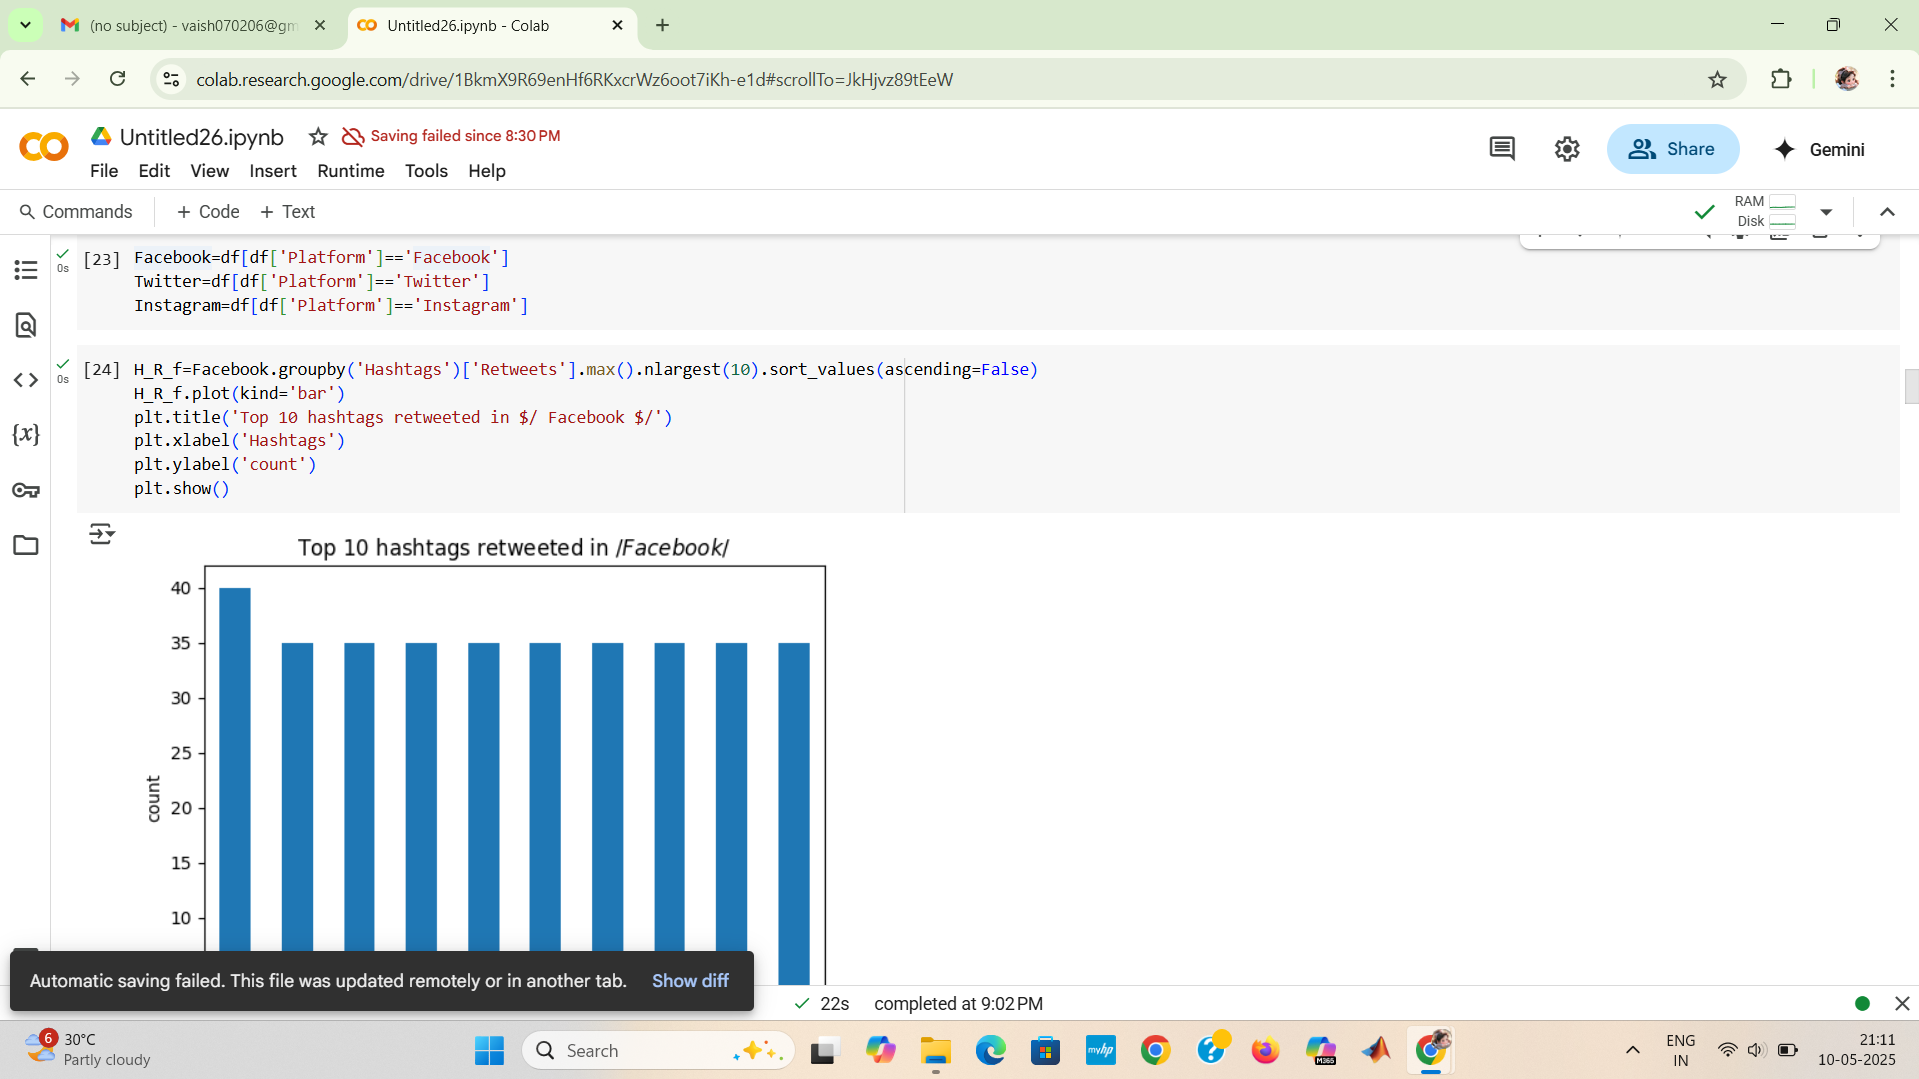 (no subject) - vaish070206@gm
Untitled26.ipynb - Colab
colab.research.google.com/drive/1BkmX9R69enHf6RKxcrWz6oot7iKh-e1d#scrollTo=JkHjvz89tEeW
Untitled26.ipynb
Saving failed since 8:30 PM
File Edit View Insert Runtime Tools Help
Share
Gemini
Commands
+ Code + Text
RAM
Disk
[23]
0s
Facebook=df[df['Platform']=='Facebook']
Twitter=df[df['Platform']=='Twitter']
Instagram=df[df['Platform']=='Instagram']
[24]
0s
H_R_f=Facebook.groupby('Hashtags')['Retweets'].max().nlargest(10).sort_values(ascending=False)
H_R_f.plot(kind='bar')
plt.title('Top 10 hashtags retweeted in $/ Facebook $/')
plt.xlabel('Hashtags')
plt.ylabel('count')
plt.show()
Top 10 hashtags retweeted in /Facebook/
40
35
30
25
20
15
10
count
Automatic saving failed. This file was updated remotely or in another tab. Show diff
22s completed at 9:02 PM
6
30°C
Partly cloudy
Search
myhp
M365
ENG
IN
21:11
10-05-2025